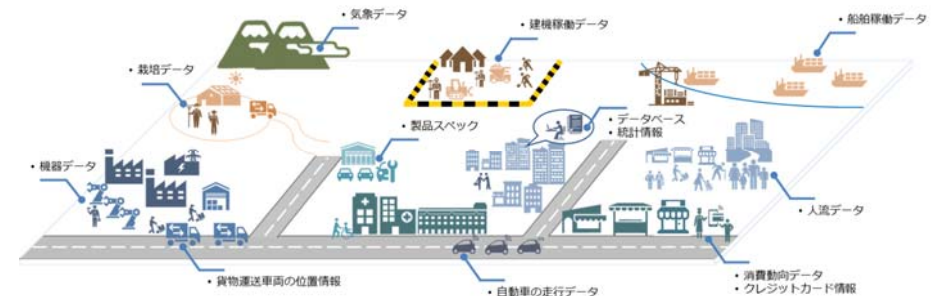 • 気象データ
• 建機稼働データ
• 船舶稼働データ
• 栽培データ
• 製品スペック
• データベース
• 統計情報
• 機器データ
• 人流データ
• 貨物運送車両の位置情報
• 自動車の走行データ
• 消費動向データ
• クレジットカード情報